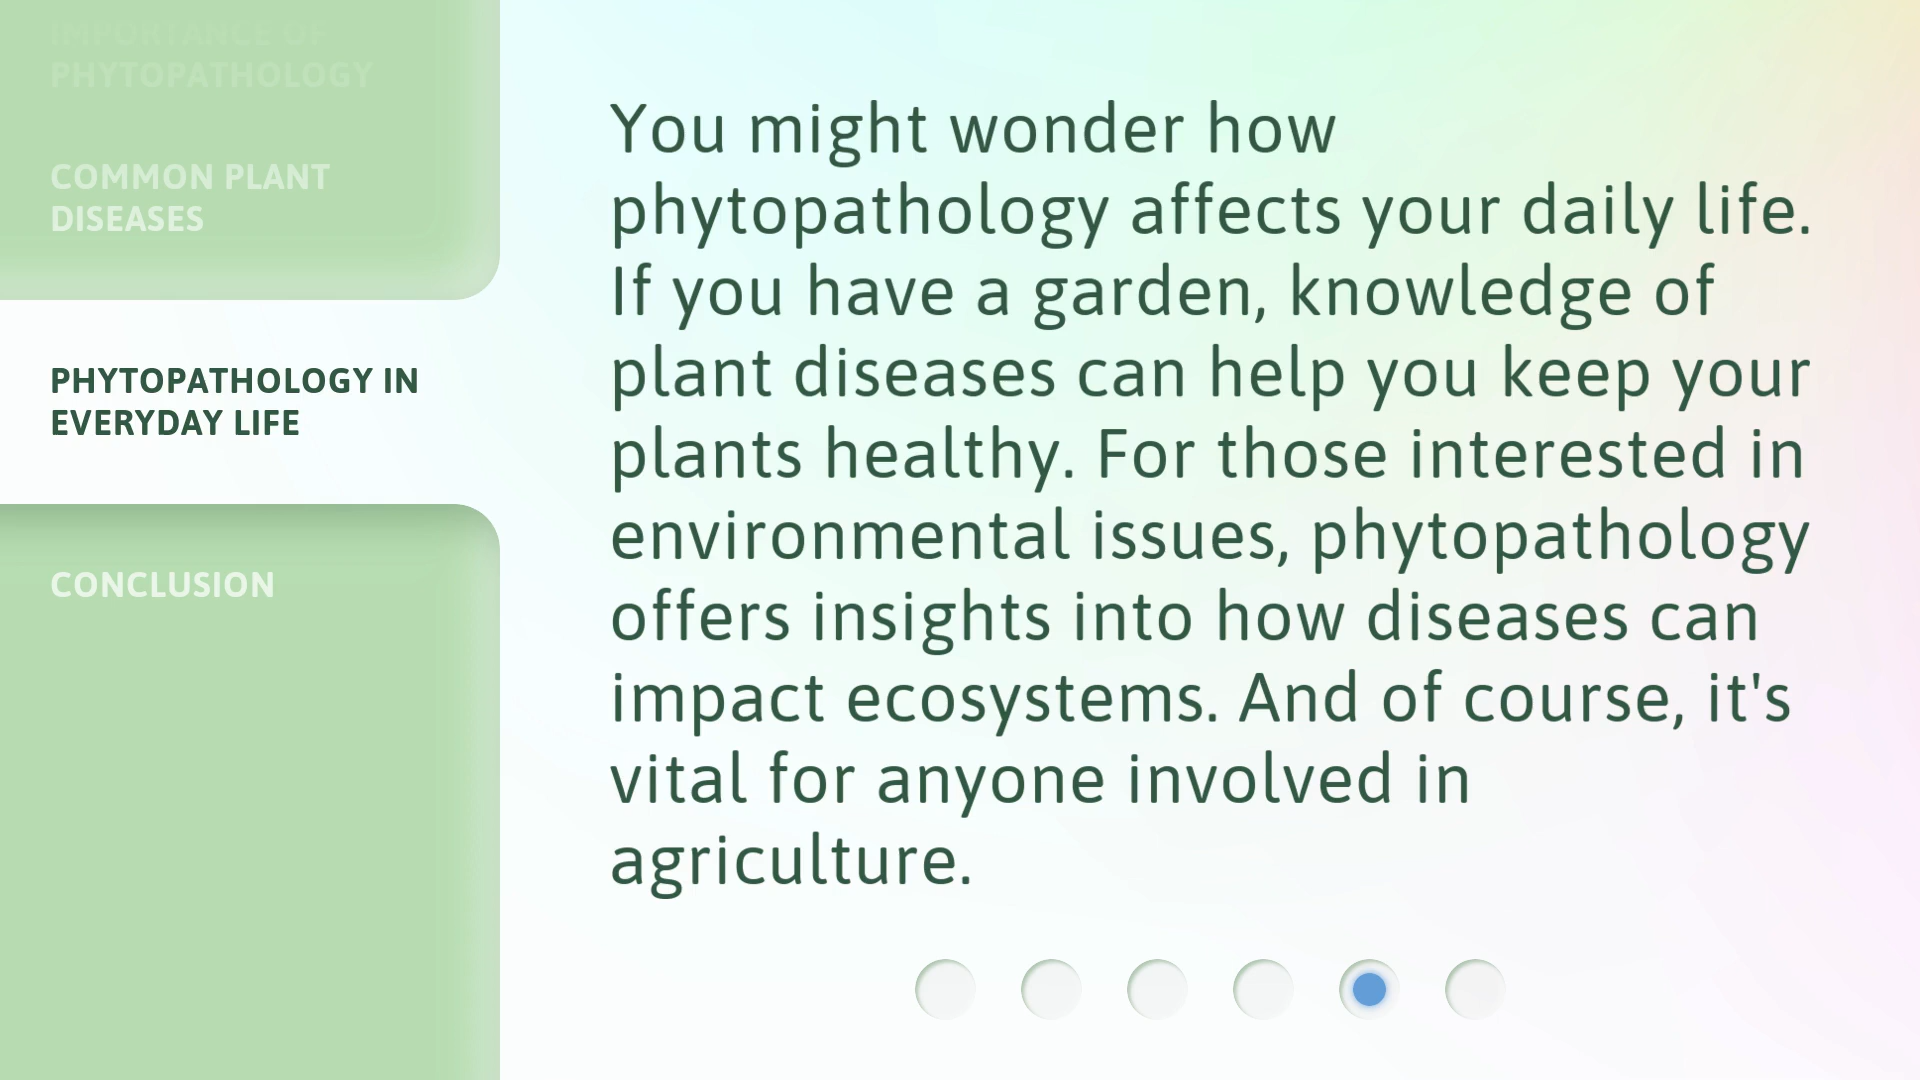 IMPORTANCE OF
PHYTOPATHOLOGY
COMMON PLANT
DISEASES
PHYTOPATHOLOGY IN
EVERYDAY LIFE
CONCLUSION
You might wonder how
phytopathology affects your daily life.
If you have a garden, knowledge of
plant diseases can help you keep your
plants healthy. For those interested in
environmental issues, phytopathology
offers insights into how diseases can
impact ecosystems. And of course, it's
vital for anyone involved in
agriculture.